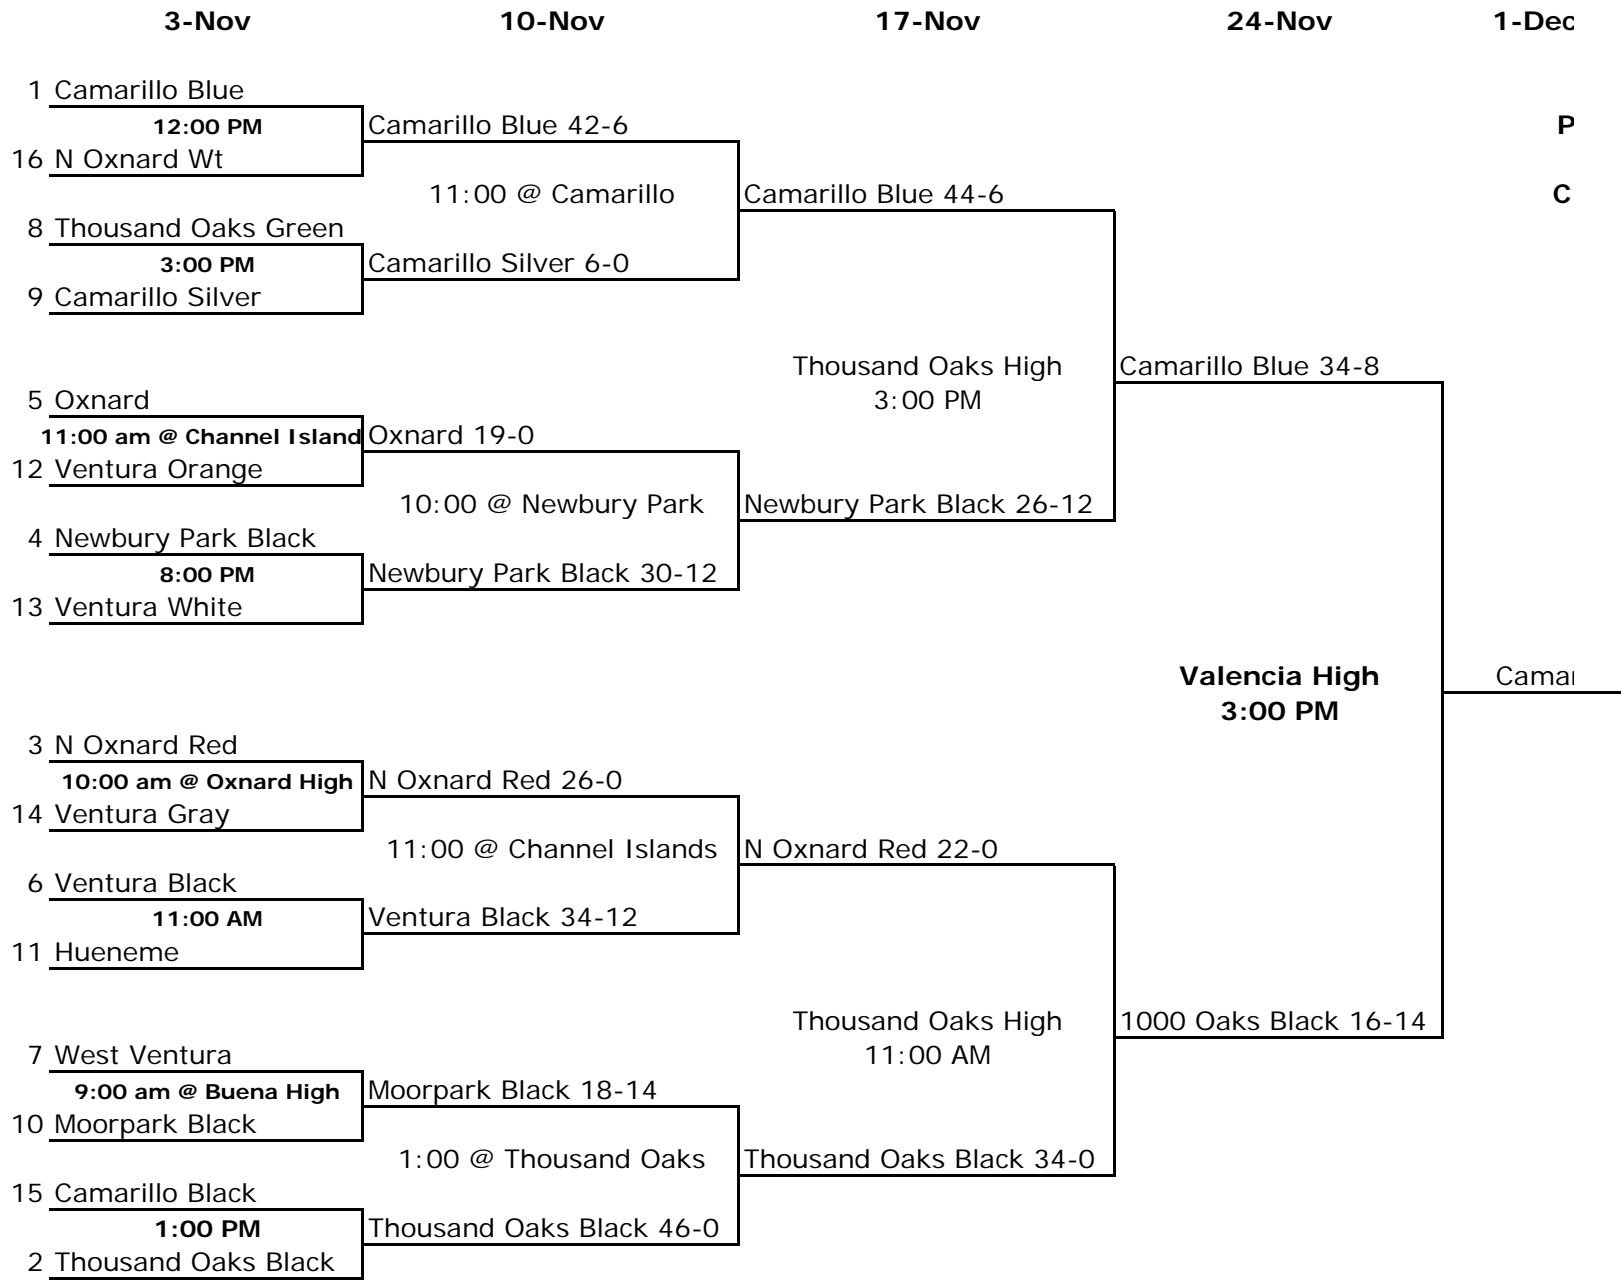 3-Nov 10-Nov 17-Nov 24-Nov 1-Dec
1 Camarillo Blue
12:00 PM Camarillo Blue 42-6 P
16 N Oxnard Wt
11:00 @ Camarillo Camarillo Blue 44-6 C
8 Thousand Oaks Green
3:00 PM Camarillo Silver 6-0
9 Camarillo Silver
Thousand Oaks High Camarillo Blue 34-8
5 Oxnard 3:00 PM
11:00 am @ Channel Island Oxnard 19-0
12 Ventura Orange
10:00 @ Newbury Park Newbury Park Black 26-12
4 Newbury Park Black
8:00 PM Newbury Park Black 30-12
13 Ventura White
Valencia High Camar
3:00 PM
3 N Oxnard Red
10:00 am @ Oxnard High N Oxnard Red 26-0
14 Ventura Gray
11:00 @ Channel Islands N Oxnard Red 22-0
6 Ventura Black
11:00 AM Ventura Black 34-12
11 Hueneme
Thousand Oaks High 1000 Oaks Black 16-14
7 West Ventura 11:00 AM
9:00 am @ Buena High Moorpark Black 18-14
10 Moorpark Black
1:00 @ Thousand Oaks Thousand Oaks Black 34-0
15 Camarillo Black
1:00 PM Thousand Oaks Black 46-0
2 Thousand Oaks Black